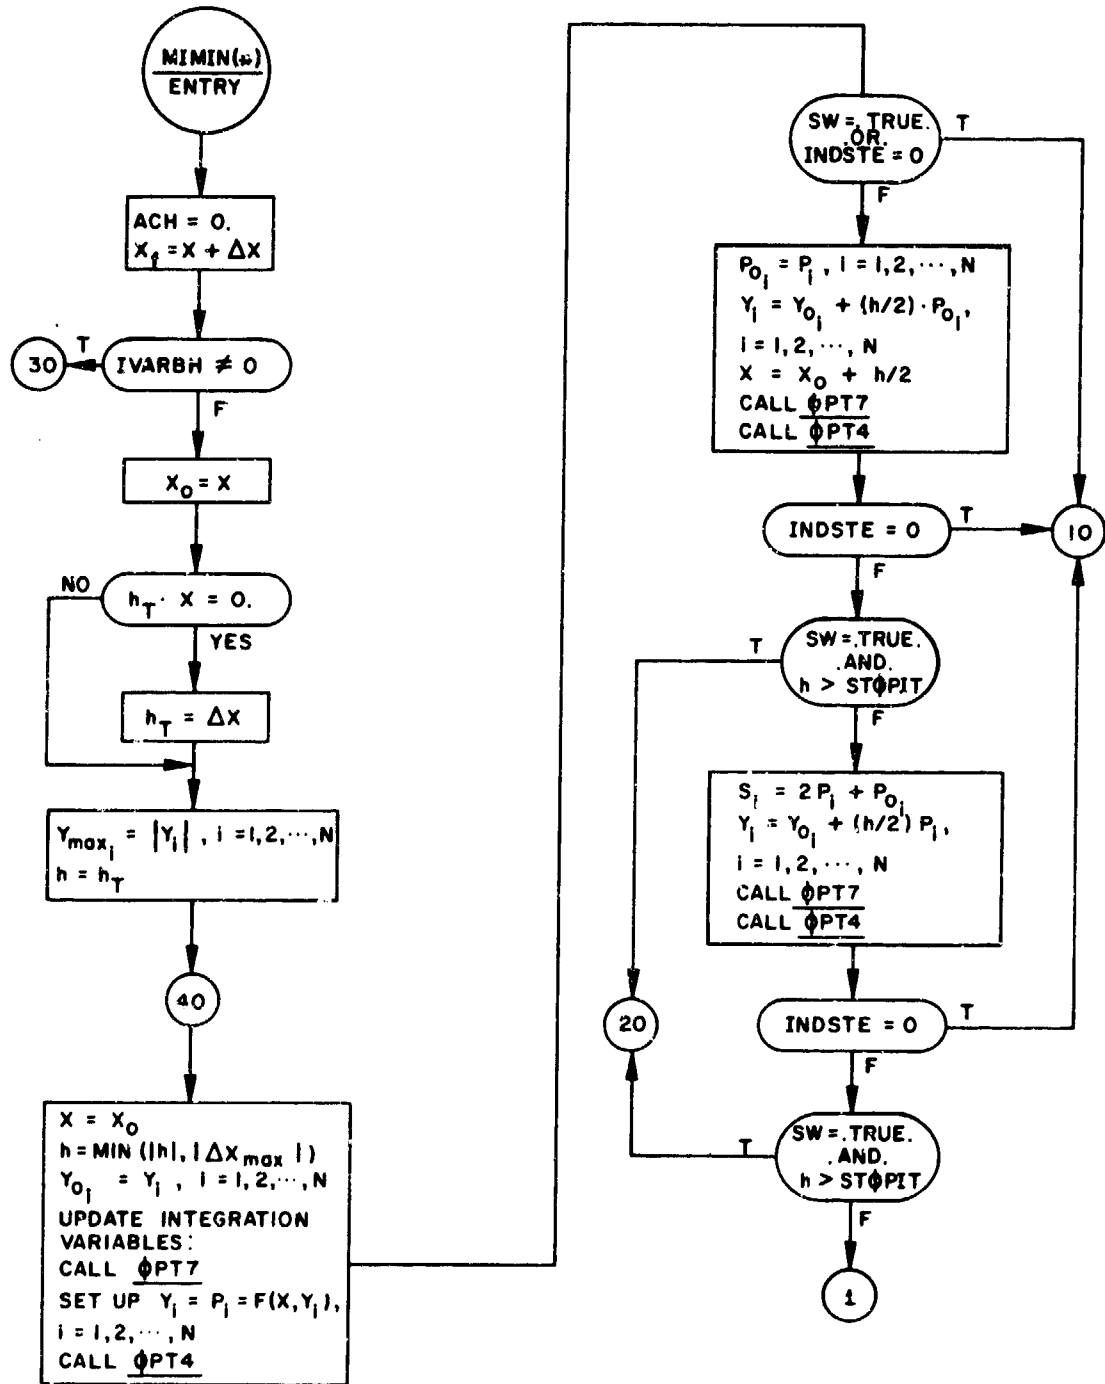 MIMIN(*)
ENTRY
ACH = 0.
X_f = X + ΔX
IVARBH ≠ 0
T
30
F
X_0 = X
h_T · X = 0.
NO
YES
h_T = ΔX
Y_max_i = |Y_i| , i = 1,2,···,N
h = h_T
40
X = X_0
h = MIN (|h|, |ΔX_max|)
Y_0_i = Y_i , i = 1,2,···,N
UPDATE INTEGRATION
VARIABLES:
CALL ϕPT7
SET UP Y_i = P_i = F(X,Y_i),
i = 1,2,···,N
CALL ϕPT4
SW = .TRUE.
.OR.
INDSTE = 0
T
F
P_0_i = P_i , i = 1,2,···,N
Y_i = Y_0_i + (h/2) · P_0_i,
i = 1,2,···,N
X = X_0 + h/2
CALL ϕPT7
CALL ϕPT4
INDSTE = 0
T
10
F
SW = .TRUE.
.AND.
h > STϕPIT
T
F
S_i = 2P_i + P_0_i
Y_i = Y_0_i + (h/2) P_i,
i = 1,2,···,N
CALL ϕPT7
CALL ϕPT4
20
INDSTE = 0
T
F
SW = .TRUE.
.AND.
h > STϕPIT
T
F
1